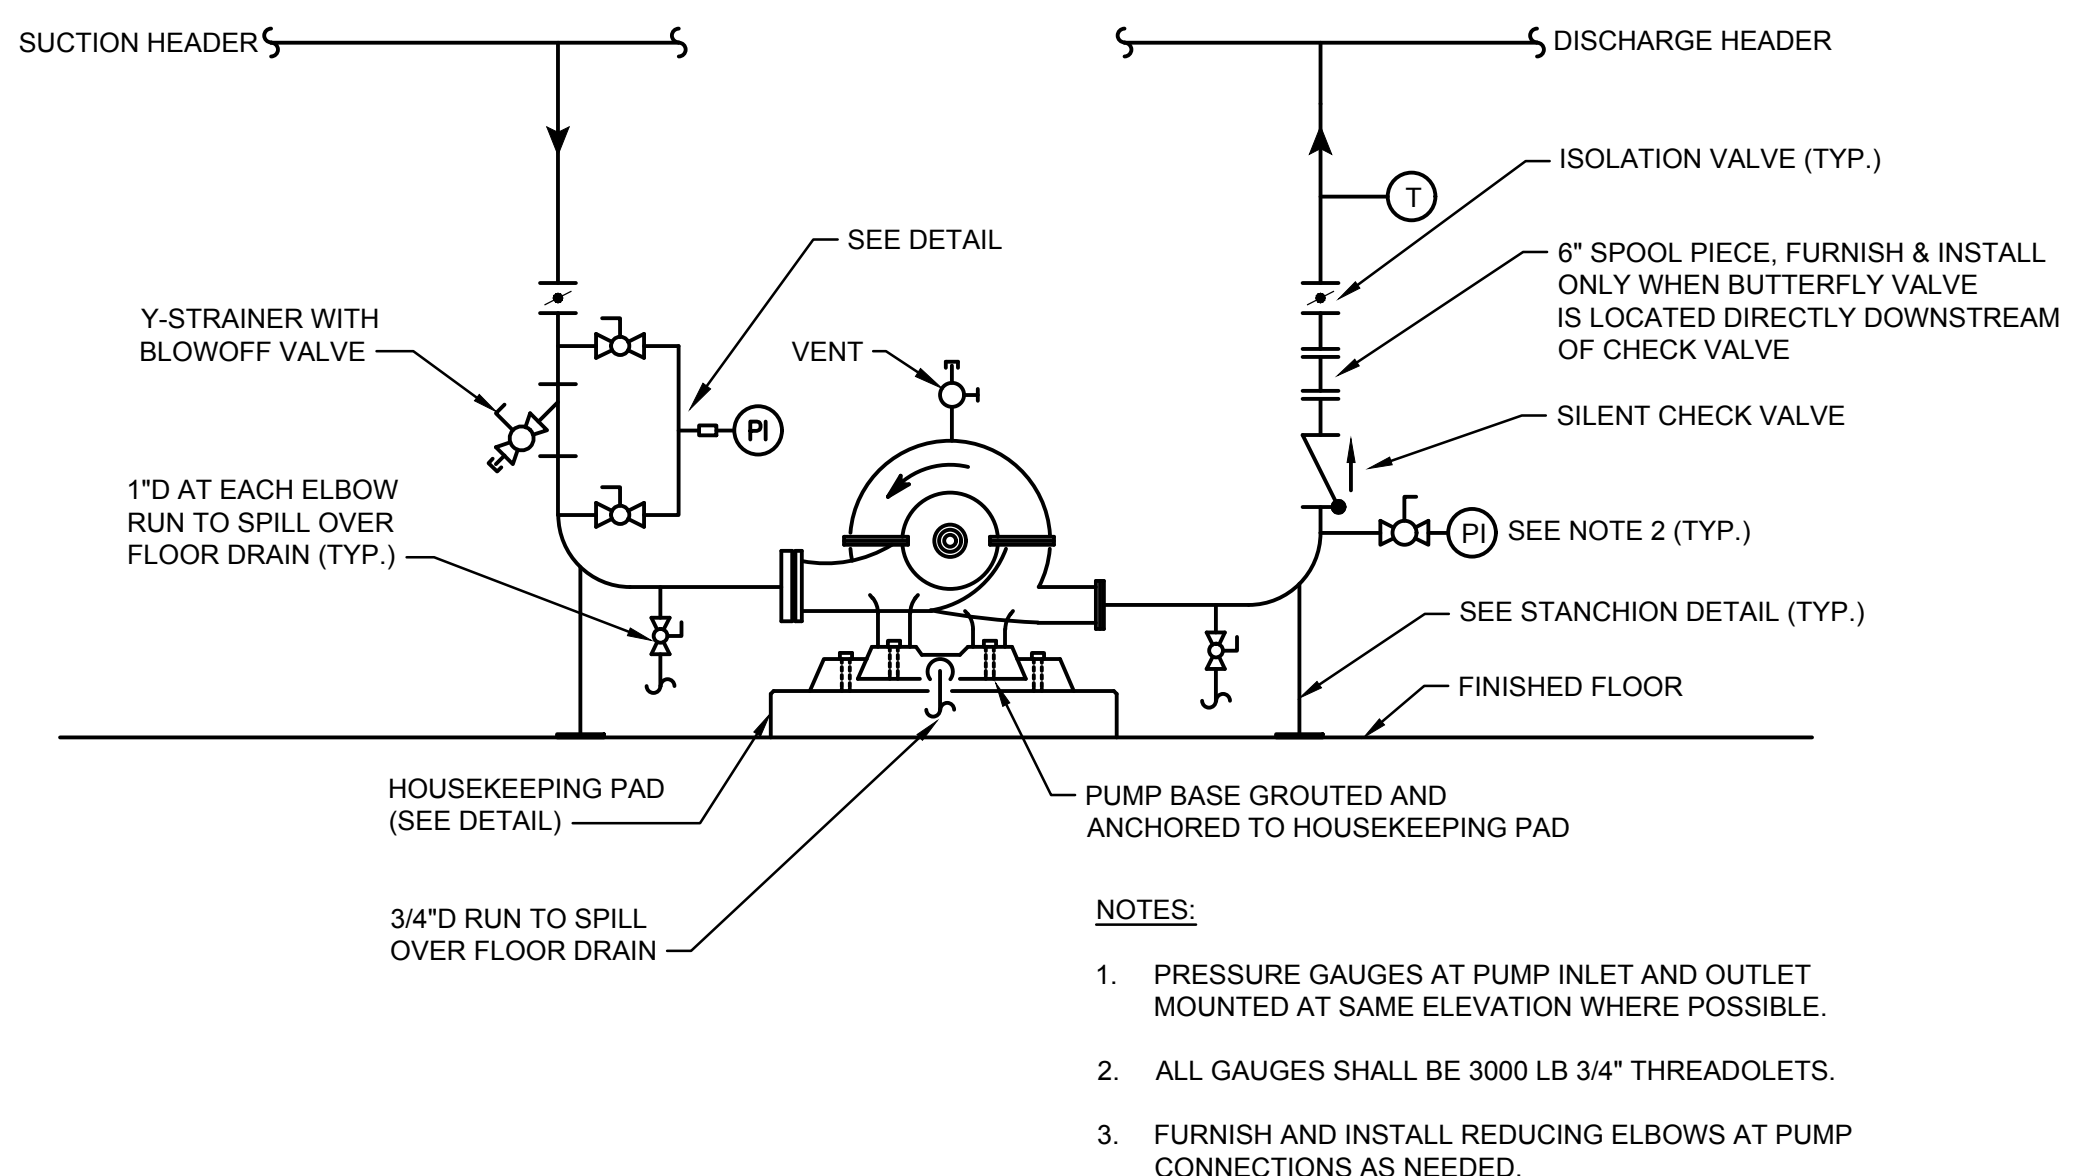 SUCTION HEADER
DISCHARGE HEADER
ISOLATION VALVE (TYP.)
T
SEE DETAIL
6" SPOOL PIECE, FURNISH & INSTALL
ONLY WHEN BUTTERFLY VALVE
IS LOCATED DIRECTLY DOWNSTREAM
OF CHECK VALVE
Y-STRAINER WITH
BLOWOFF VALVE
VENT
PI
SILENT CHECK VALVE
1"D AT EACH ELBOW
RUN TO SPILL OVER
FLOOR DRAIN (TYP.)
PI
SEE NOTE 2 (TYP.)
SEE STANCHION DETAIL (TYP.)
FINISHED FLOOR
HOUSEKEEPING PAD
(SEE DETAIL)
PUMP BASE GROUTED AND
ANCHORED TO HOUSEKEEPING PAD
3/4"D RUN TO SPILL
OVER FLOOR DRAIN
NOTES:
1. PRESSURE GAUGES AT PUMP INLET AND OUTLET
MOUNTED AT SAME ELEVATION WHERE POSSIBLE.
2. ALL GAUGES SHALL BE 3000 LB 3/4" THREADOLETS.
3. FURNISH AND INSTALL REDUCING ELBOWS AT PUMP
CONNECTIONS AS NEEDED.